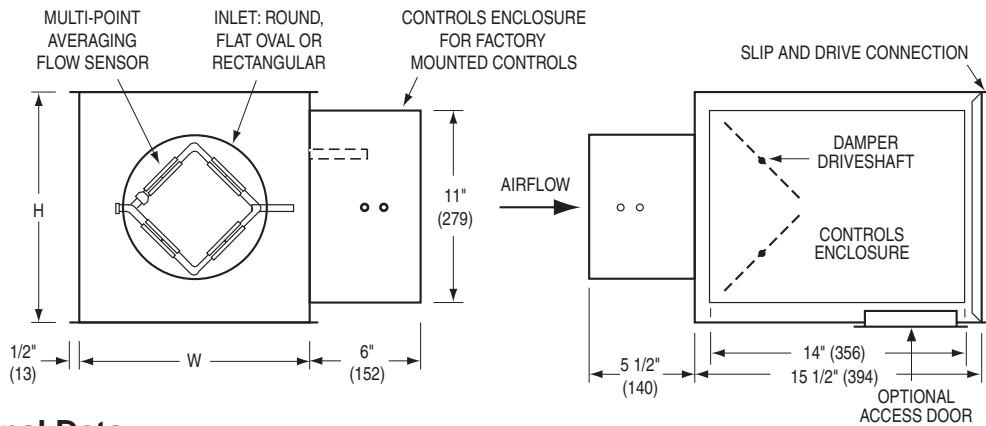 MULTI-POINT
AVERAGING
FLOW SENSOR
INLET: ROUND,
FLAT OVAL OR
RECTANGULAR
CONTROLS ENCLOSURE
FOR FACTORY
MOUNTED CONTROLS
SLIP AND DRIVE CONNECTION
H
11"
(279)
AIRFLOW
DAMPER
DRIVESHAFT
CONTROLS
ENCLOSURE
1/2"
(13)
W
6"
(152)
5 1/2"
(140)
14" (356)
15 1/2" (394)
OPTIONAL
ACCESS DOOR